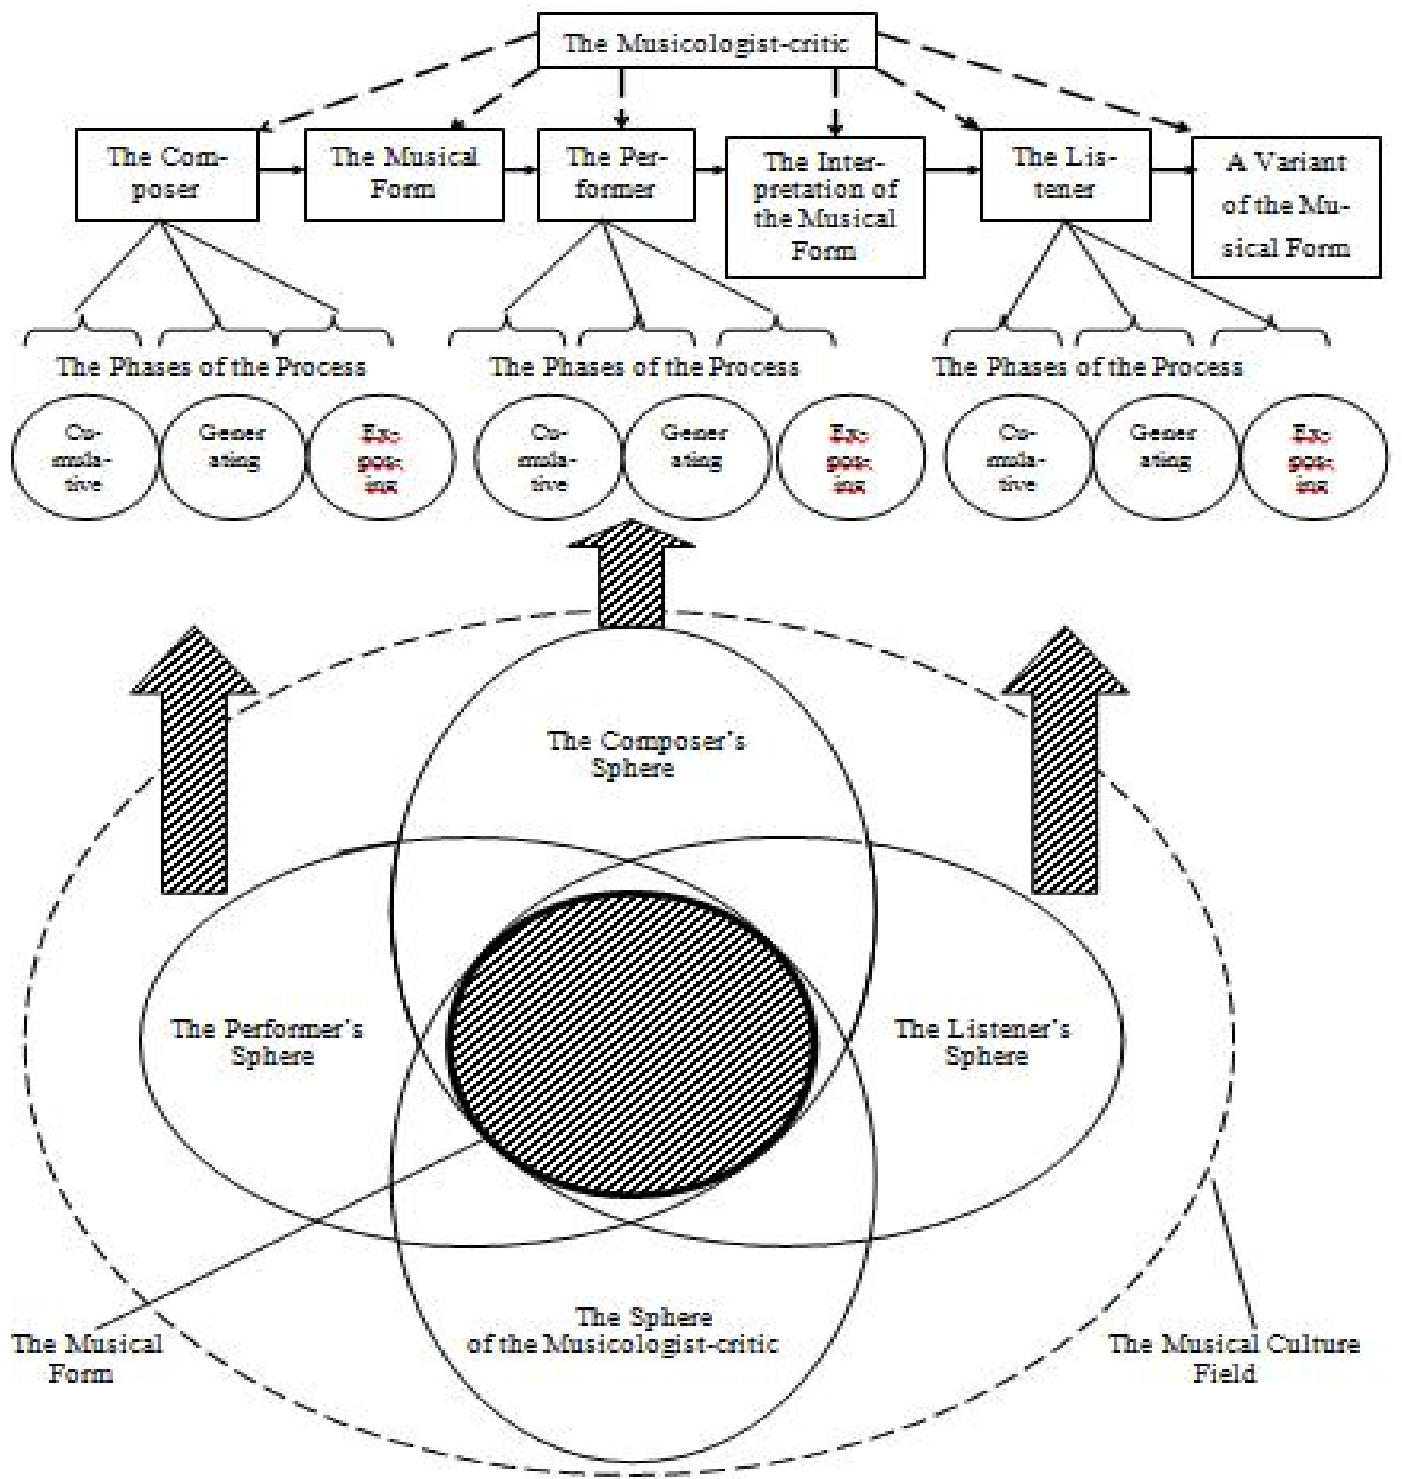 The Musicologist-critic
The Com-
poser
The Musical
Form
The Per-
former
The Inter-
pretation of
the Musical
Form
The Lis-
tener
A Variant
of the Mu-
sical Form
The Phases of the Process
The Phases of the Process
The Phases of the Process
Cu-
mula-
tive
Gener
ating
Ex-
pos-
ing
Cu-
mula-
tive
Gener
ating
Ex-
pos-
ing
Cu-
mula-
tive
Gener
ating
Ex-
pos-
ing
The Composer's
Sphere
The Performer's
Sphere
The Listener's
Sphere
The Sphere
of the Musicologist-critic
The Musical
Form
The Musical Culture
Field